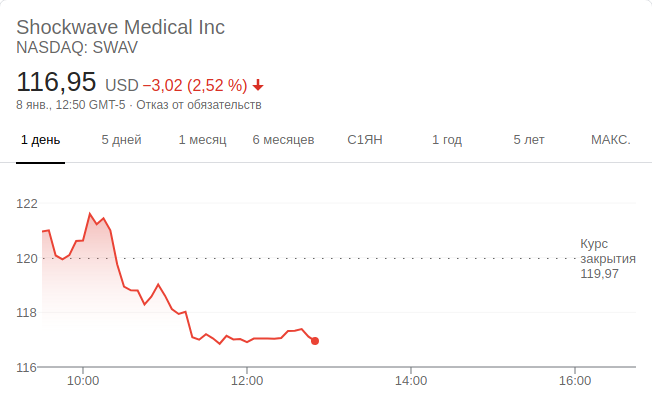 Shockwave Medical Inc
NASDAQ: SWAV
116,95 USD −3,02 (2,52 %)
8 янв., 12:50 GMT-5 · Отказ от обязательств
1 день 5 дней 1 месяц 6 месяцев С1ЯН 1 год 5 лет МАКС.
122
120
118
116
Курс
закрытия
119,97
10:00 12:00 14:00 16:00